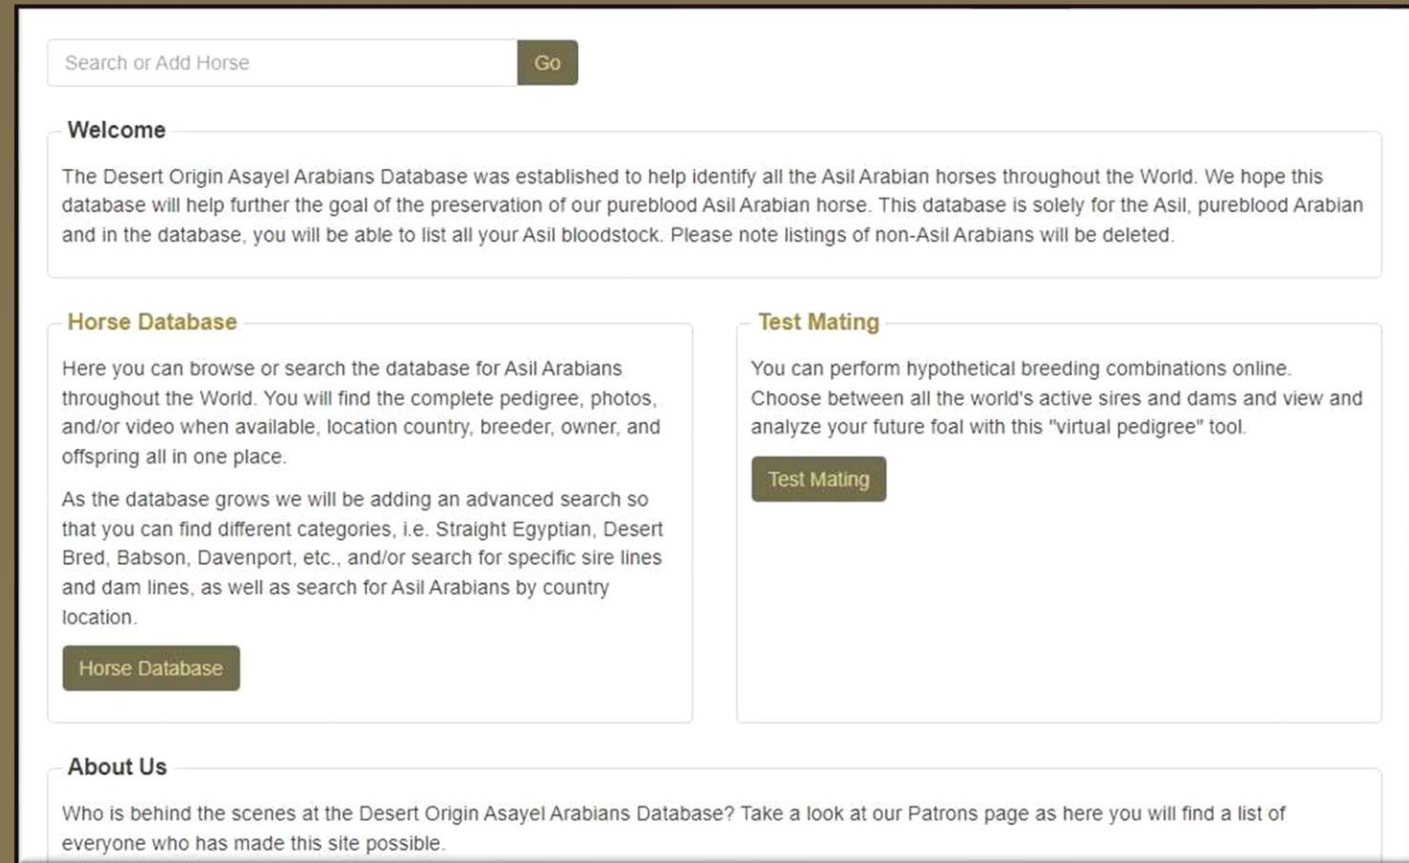 Search or Add Horse
Go
Welcome
The Desert Origin Asayel Arabians Database was established to help identify all the Asil Arabian horses throughout the World. We hope this
database will help further the goal of the preservation of our pureblood Asil Arabian horse. This database is solely for the Asil, pureblood Arabian
and in the database, you will be able to list all your Asil bloodstock. Please note listings of non-Asil Arabians will be deleted.
Horse Database
Here you can browse or search the database for Asil Arabians
throughout the World. You will find the complete pedigree, photos,
and/or video when available, location country, breeder, owner, and
offspring all in one place.
As the database grows we will be adding an advanced search so
that you can find different categories, i.e. Straight Egyptian, Desert
Bred, Babson, Davenport, etc., and/or search for specific sire lines
and dam lines, as well as search for Asil Arabians by country
location.
Horse Database
Test Mating
You can perform hypothetical breeding combinations online.
Choose between all the world's active sires and dams and view and
analyze your future foal with this "virtual pedigree" tool.
Test Mating
About Us
Who is behind the scenes at the Desert Origin Asayel Arabians Database? Take a look at our Patrons page as here you will find a list of
everyone who has made this site possible.